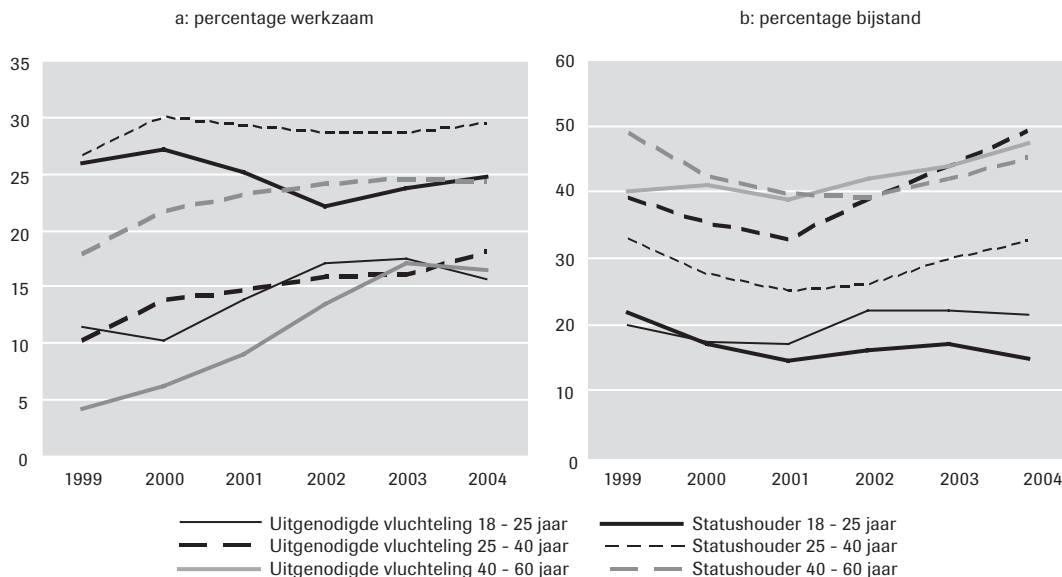 a: percentage werkzaam
35
30
25
20
15
10
5
0
1999 2000 2001 2002 2003 2004
b: percentage bijstand
60
50
40
30
20
10
0
1999 2000 2001 2002 2003 2004
Uitgenodigde vluchteling 18 - 25 jaar
Uitgenodigde vluchteling 25 - 40 jaar
Uitgenodigde vluchteling 40 - 60 jaar
Statushouder 18 - 25 jaar
Statushouder 25 - 40 jaar
Statushouder 40 - 60 jaar